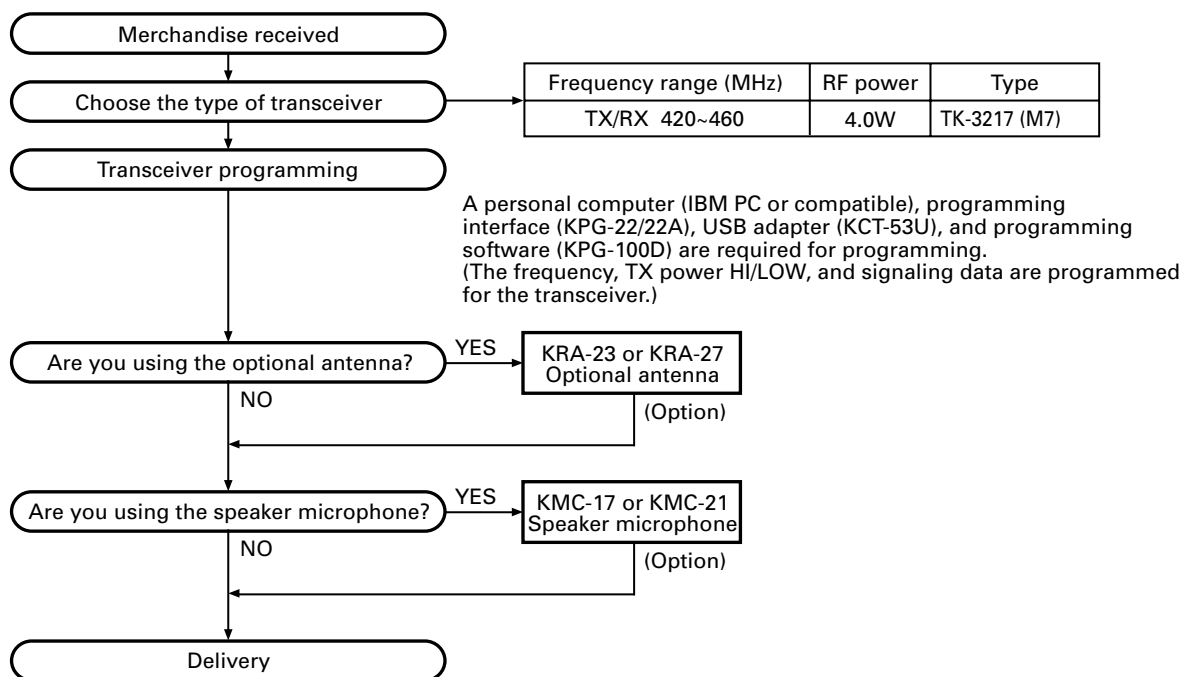 Merchandise received
Choose the type of transceiver
Frequency range (MHz) RF power Type
TX/RX 420~460 4.0W TK-3217 (M7)
Transceiver programming
A personal computer (IBM PC or compatible), programming
interface (KPG-22/22A), USB adapter (KCT-53U), and programming
software (KPG-100D) are required for programming.
(The frequency, TX power HI/LOW, and signaling data are programmed
for the transceiver.)
Are you using the optional antenna?
YES
KRA-23 or KRA-27
Optional antenna
NO
(Option)
Are you using the speaker microphone?
YES
KMC-17 or KMC-21
Speaker microphone
NO
(Option)
Delivery